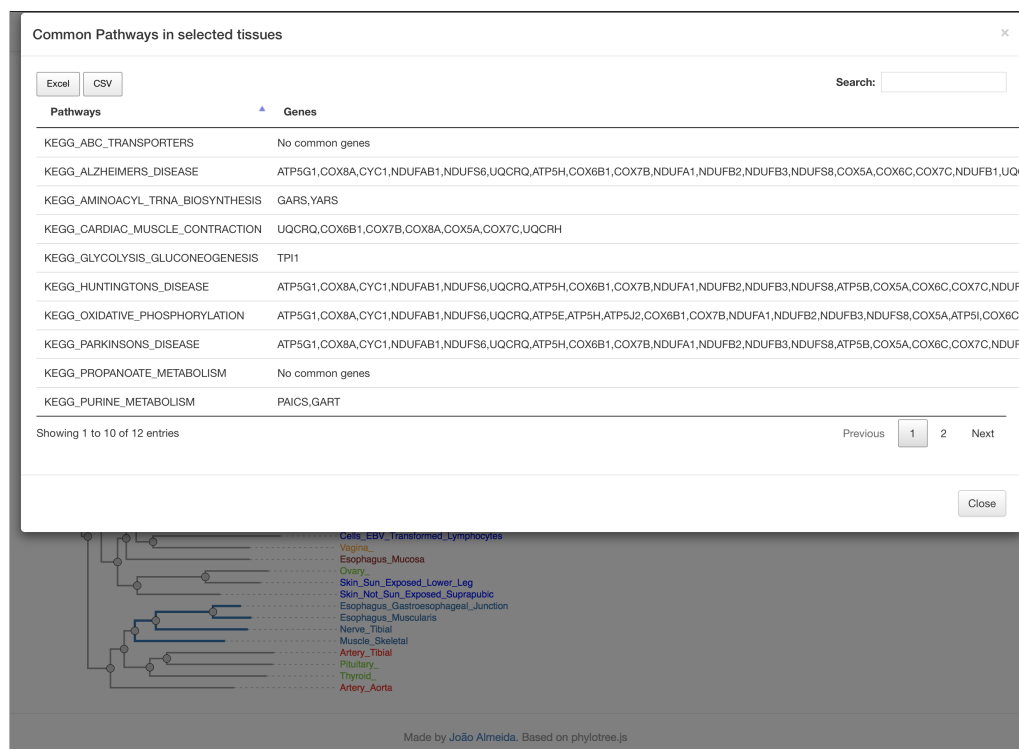 Common Pathways in selected tissues ×
Excel CSV Search:
Pathways Genes
KEGG_ABC_TRANSPORTERS No common genes
KEGG_ALZHEIMERS_DISEASE ATP5G1,COX8A,CYC1,NDUFAB1,NDUFS6,UQCRQ,ATP5H,COX6B1,COX7B,NDUFA1,NDUFB2,NDUFB3,NDUFS8,COX5A,COX6C,COX7C,NDUFB1,UQ
KEGG_AMINOACYL_TRNA_BIOSYNTHESIS GARS,YARS
KEGG_CARDIAC_MUSCLE_CONTRACTION UQCRQ,COX6B1,COX7B,COX8A,COX5A,COX7C,UQCRH
KEGG_GLYCOLYSIS_GLUCONEOGENESIS TPI1
KEGG_HUNTINGTONS_DISEASE ATP5G1,COX8A,CYC1,NDUFAB1,NDUFS6,UQCRQ,ATP5H,COX6B1,COX7B,NDUFA1,NDUFB2,NDUFB3,NDUFS8,ATP5B,COX5A,COX6C,COX7C,NDUF
KEGG_OXIDATIVE_PHOSPHORYLATION ATP5G1,COX8A,CYC1,NDUFAB1,NDUFS6,UQCRQ,ATP5E,ATP5H,ATP5J2,COX6B1,COX7B,NDUFA1,NDUFB2,NDUFB3,NDUFS8,COX5A,ATP5I,COX6C
KEGG_PARKINSONS_DISEASE ATP5G1,COX8A,CYC1,NDUFAB1,NDUFS6,UQCRQ,ATP5H,COX6B1,COX7B,NDUFA1,NDUFB2,NDUFB3,NDUFS8,ATP5B,COX5A,COX6C,COX7C,NDUF
KEGG_PROPANOATE_METABOLISM No common genes
KEGG_PURINE_METABOLISM PAICS,GART
Showing 1 to 10 of 12 entries Previous 1 2 Next
Close
Cells_EBV_Transformed_Lymphocytes
Vagina_
Esophagus_Mucosa
Ovary_
Skin_Sun_Exposed_Lower_Leg
Skin_Not_Sun_Exposed_Suprapubic
Esophagus_Gastroesophageal_Junction
Esophagus_Muscularis
Nerve_Tibial
Muscle_Skeletal
Artery_Tibial
Pituitary_
Thyroid_
Artery_Aorta
Made by João Almeida. Based on phylotree.js